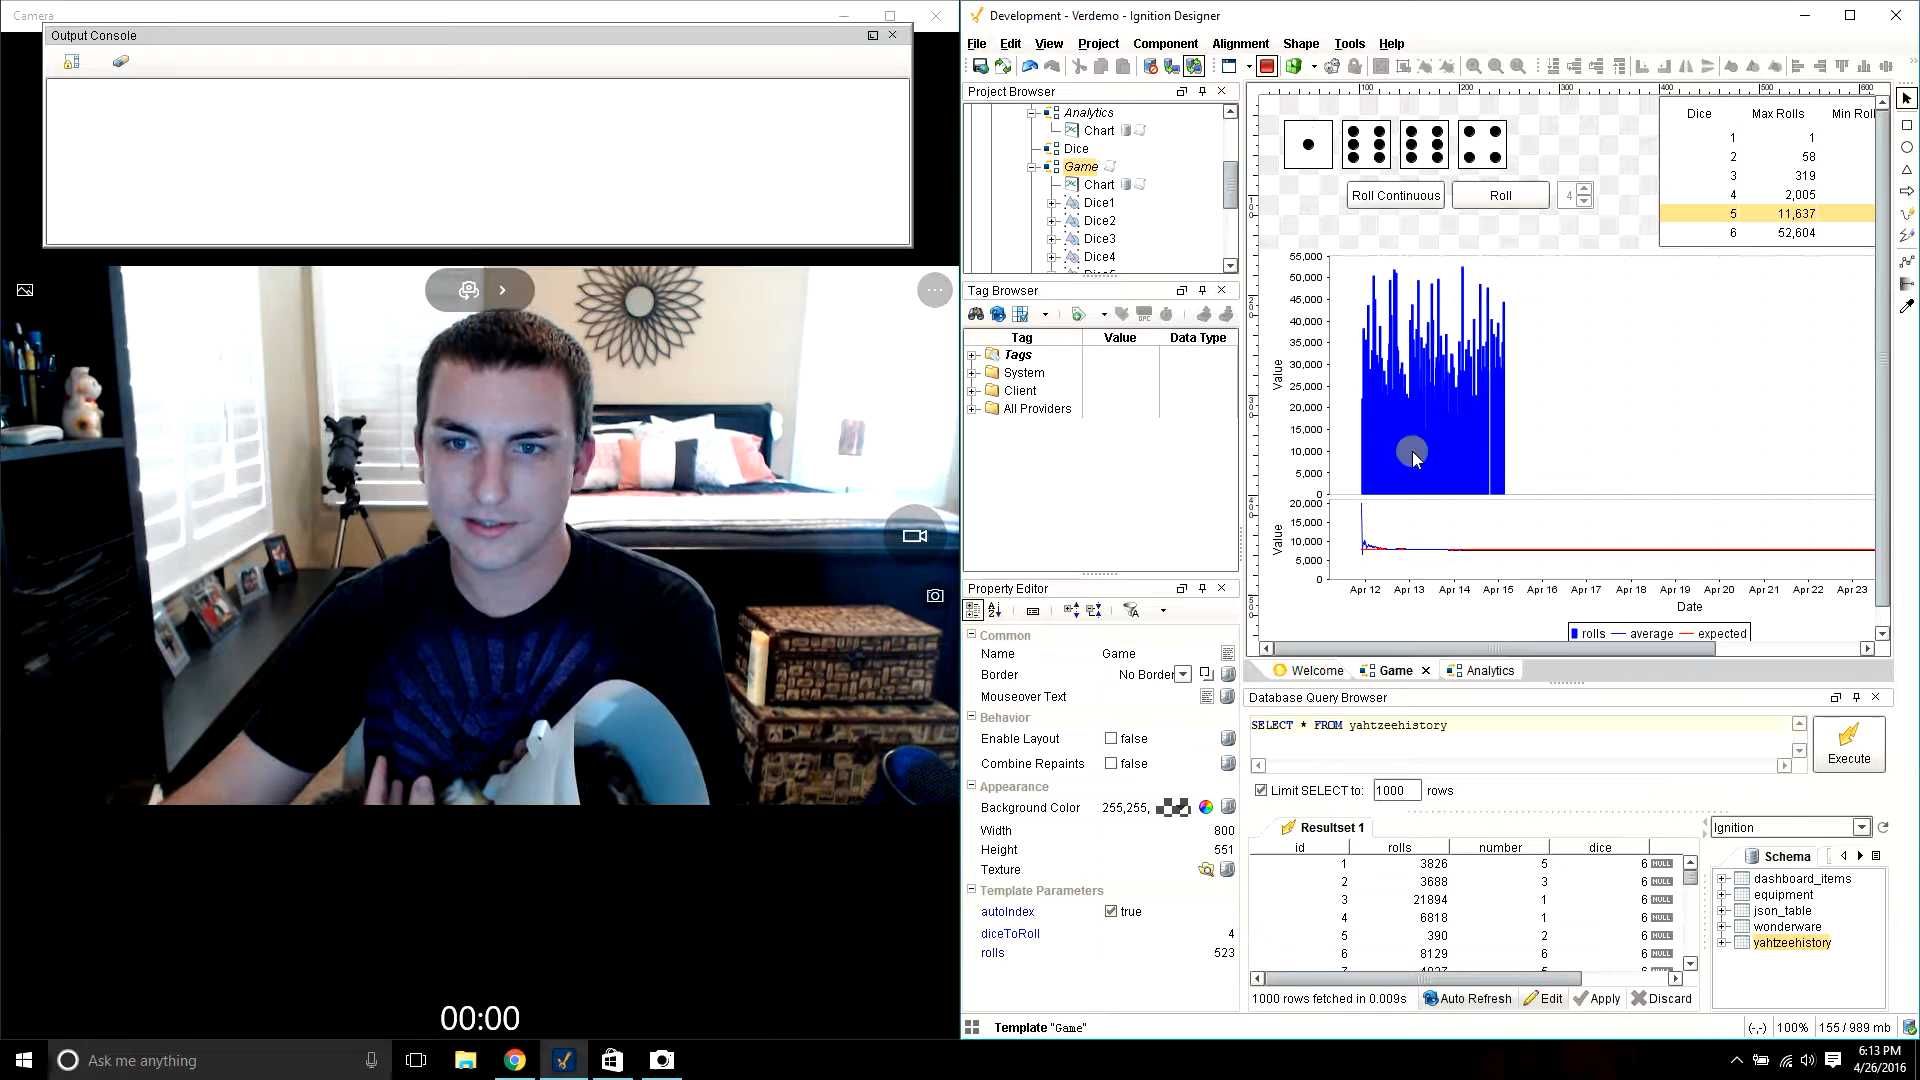 Camera
Output Console
00:00
Development - Verdemo - Ignition Designer
File Edit View Project Component Alignment Shape Tools Help
Project Browser
Analytics
Chart
Dice
Game
Chart
Dice1
Dice2
Dice3
Dice4
Tag Browser
Tag Value Data Type
Tags
System
Client
All Providers
Property Editor
Common
Name Game
Border No Border
Mouseover Text
Behavior
Enable Layout false
Combine Repaints false
Appearance
Background Color 255,255,
Width 800
Height 551
Texture
Template Parameters
autoIndex true
diceToRoll 4
rolls 523
100 200 300 400 500 600
Roll Continuous Roll 4
Dice Max Rolls Min Roll
1 1
2 58
3 319
4 2,005
5 11,637
6 52,604
55,000
50,000
45,000
40,000
35,000
30,000
25,000
20,000
15,000
10,000
5,000
0
Value
20,000
15,000
10,000
5,000
0
Value
Apr 12 Apr 13 Apr 14 Apr 15 Apr 16 Apr 17 Apr 18 Apr 19 Apr 20 Apr 21 Apr 22 Apr 23
Date
rolls average expected
Welcome Game Analytics
Database Query Browser
SELECT * FROM yahtzeehistory
Execute
Limit SELECT to: 1000 rows
Resultset 1
id rolls number dice
1 3826 5 6 NULL
2 3688 3 6 NULL
3 21894 1 6 NULL
4 6818 1 6 NULL
5 390 2 6 NULL
6 8129 6 6 NULL
1000 rows fetched in 0.009s Auto Refresh Edit Apply Discard
Ignition
Schema
dashboard_items
equipment
json_table
wonderware
yahtzeehistory
Template "Game" (-,-) 100% 155 / 989 mb
Ask me anything
6:13 PM
4/26/2016